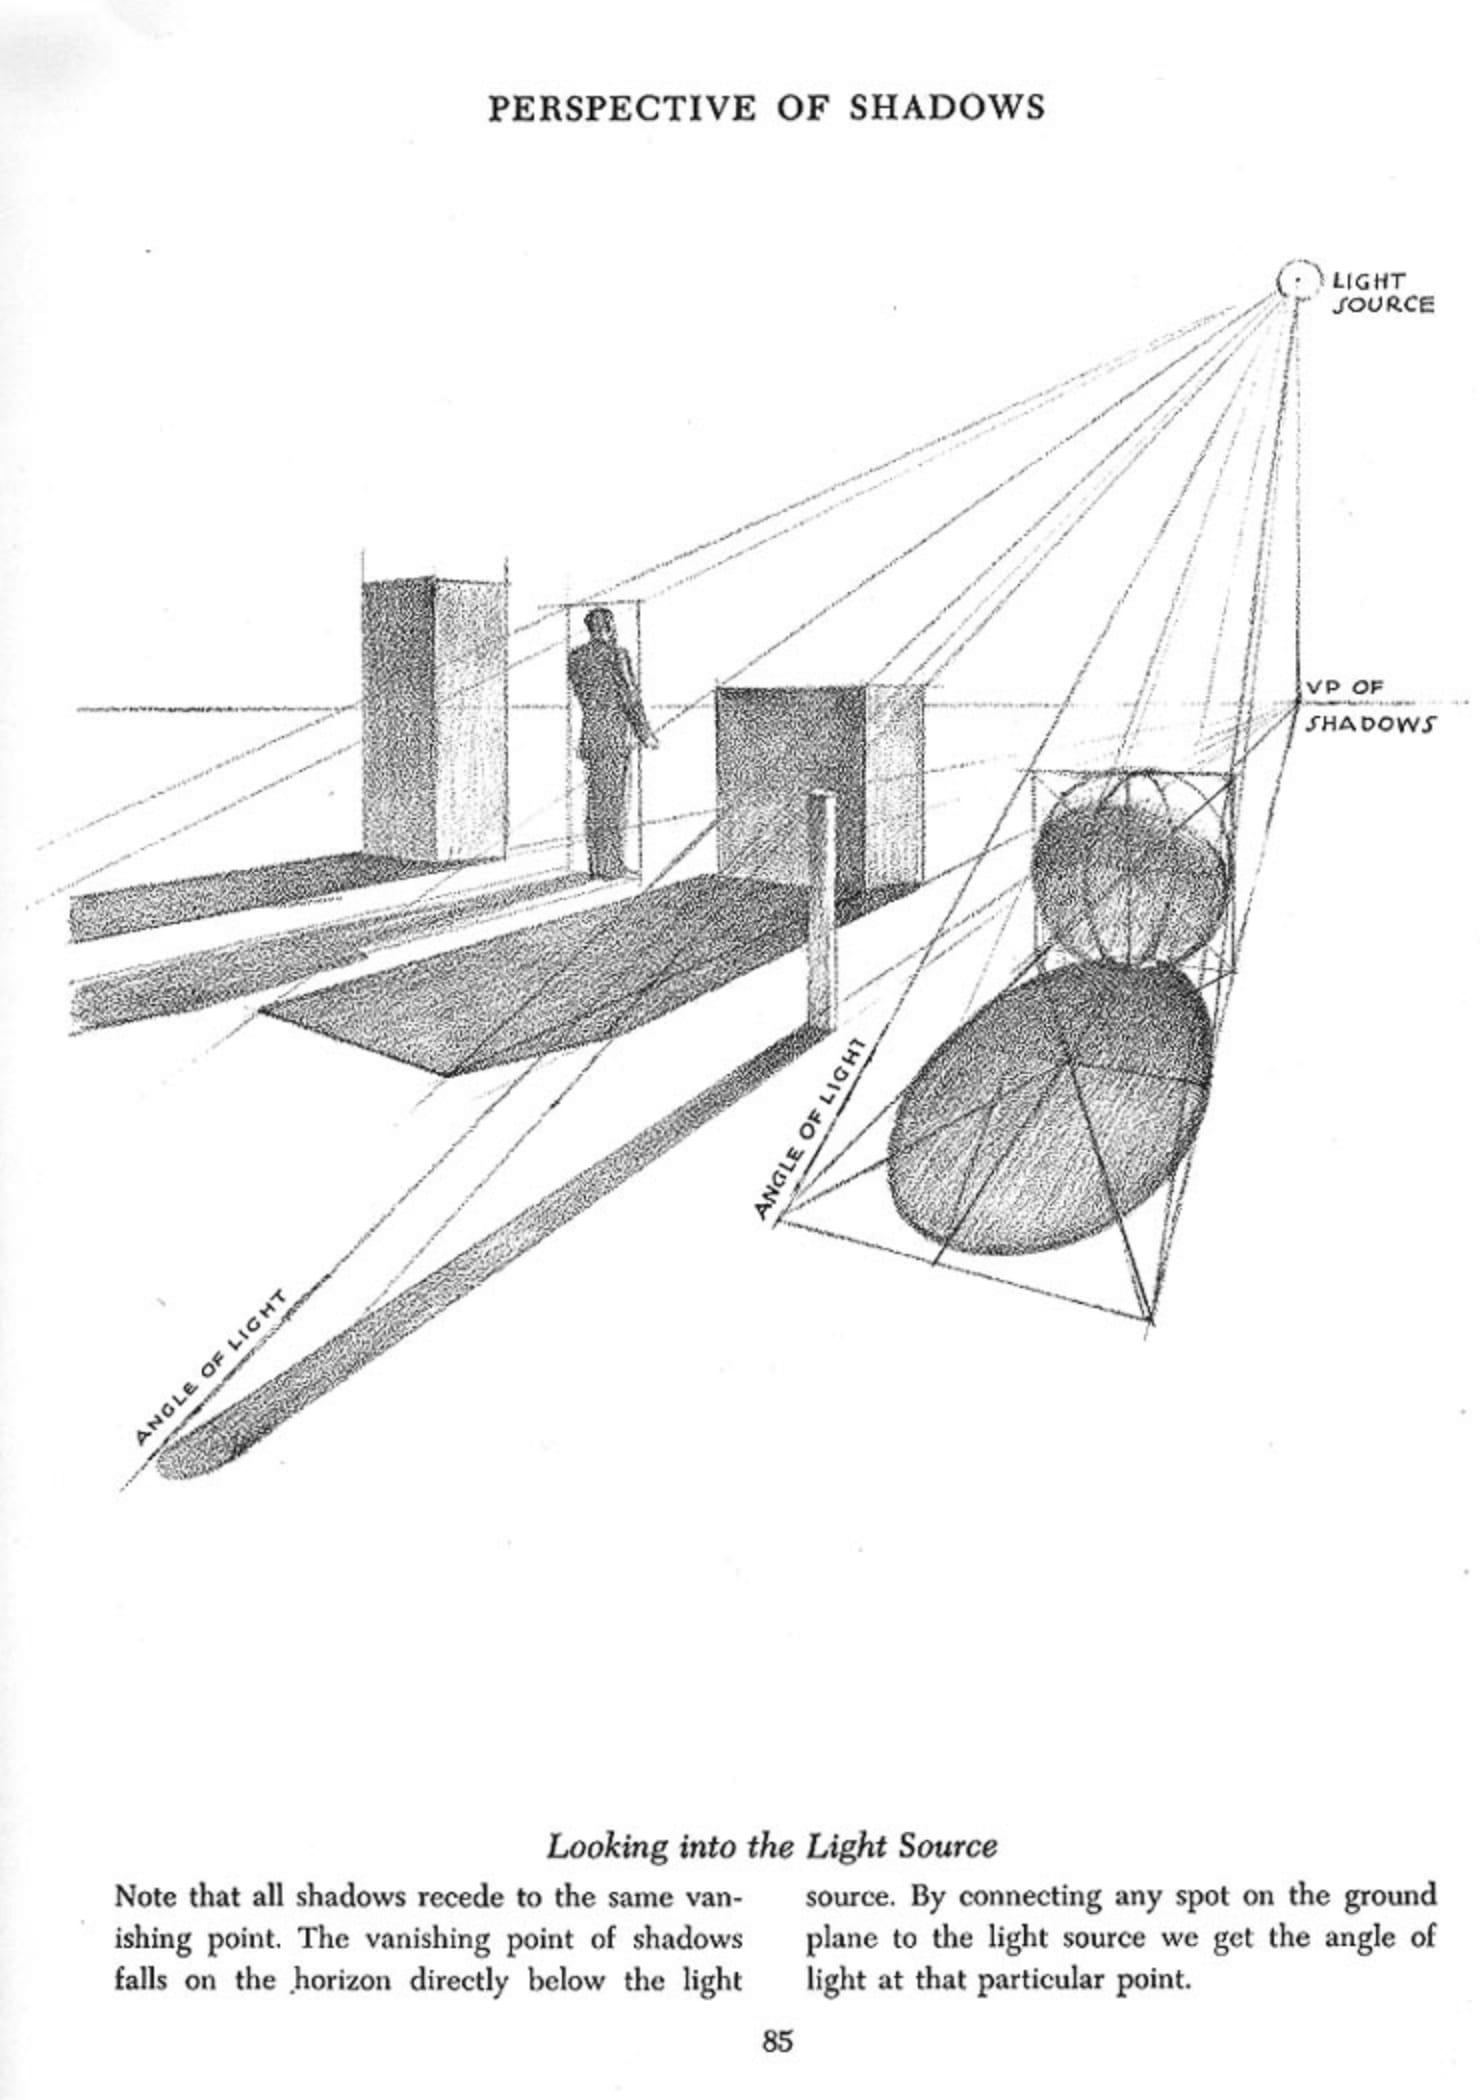 PERSPECTIVE OF SHADOWS
LIGHT
SOURCE
VP OF
SHADOWS
ANGLE OF LIGHT
ANGLE OF LIGHT
Looking into the Light Source
Note that all shadows recede to the same van-
ishing point. The vanishing point of shadows
falls on the horizon directly below the light
source. By connecting any spot on the ground
plane to the light source we get the angle of
light at that particular point.
85